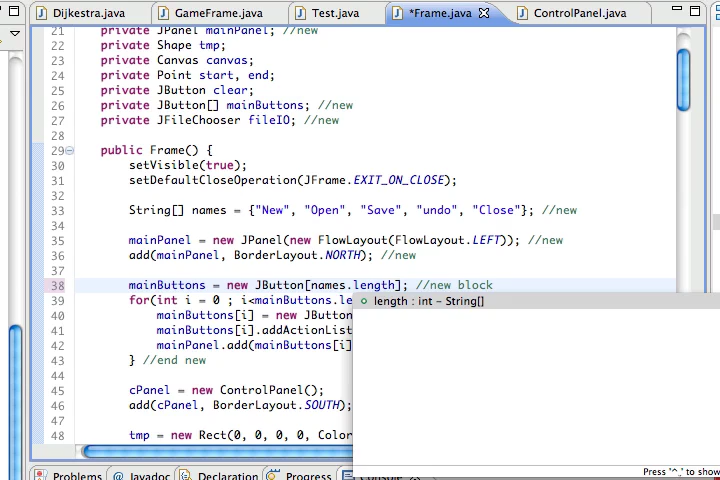 Dijkestra.java GameFrame.java Test.java *Frame.java ControlPanel.java
21 private JPanel mainPanel; //new
22 private Shape tmp;
23 private Canvas canvas;
24 private Point start, end;
25 private JButton clear;
26 private JButton[] mainButtons; //new
27 private JFileChooser fileIO; //new
28
29 public Frame() {
30 setVisible(true);
31 setDefaultCloseOperation(JFrame.EXIT_ON_CLOSE);
32
33 String[] names = {"New", "Open", "Save", "undo", "Close"}; //new
34
35 mainPanel = new JPanel(new FlowLayout(FlowLayout.LEFT)); //new
36 add(mainPanel, BorderLayout.NORTH); //new
37
38 mainButtons = new JButton[names.length]; //new block
39 for(int i = 0 ; i<mainButtons.le
length : int - String[]
40 mainButtons[i] = new JButton
41 mainButtons[i].addActionList
42 mainPanel.add(mainButtons[i]
43 } //end new
44
45 cPanel = new ControlPanel();
46 add(cPanel, BorderLayout.SOUTH);
47
48 tmp = new Rect(0, 0, 0, 0, Color
Press '^ ' to show
Problems @ Javadoc Declaration Progress Console